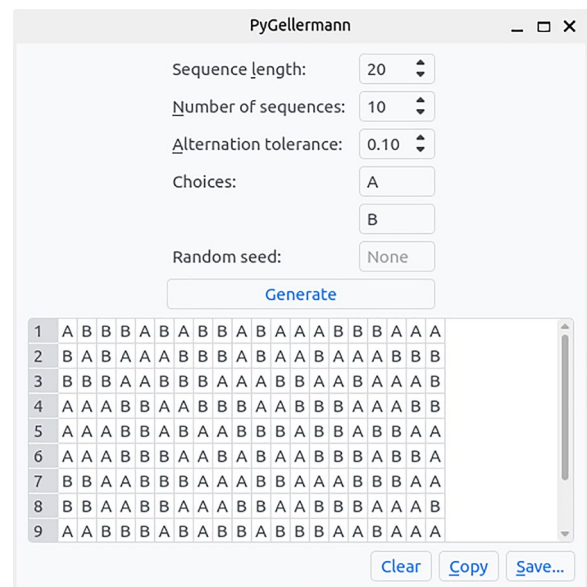 PyGellermann
Sequence length: 20
Number of sequences: 10
Alternation tolerance: 0.10
Choices: A
B
Random seed: None
Generate
1 A B B B A B A B B A B A A A B B B A A A
2 B A B A A A B B B A B A A B A A A B B B
3 B B B A A B B B A A A B B A A B A A A B
4 A A A B B A A B B B A A B B B A A A B B
5 A A A B B A B A A B B B A B B A B B A A
6 A A A B B B A A B A B A A B B B A B B A
7 B B A A B B A B A A B A A A B B B A A B
8 B B A A B B A A A B B A A B B B A A A B
9 A A B B B A B A B B A B B B A A B A A A
Clear Copy Save...